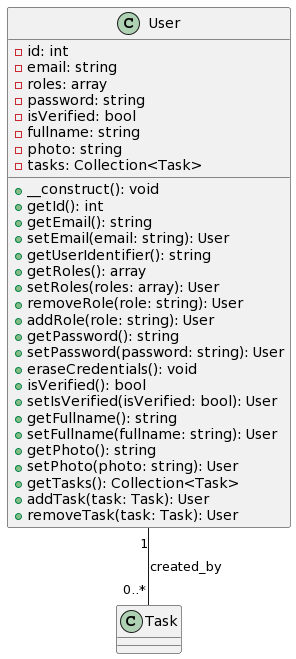 C User
id: int
email: string
roles: array
password: string
isVerified: bool
fullname: string
photo: string
tasks: Collection<Task>
__construct(): void
getId(): int
getEmail(): string
setEmail(email: string): User
getUserIdentifier(): string
getRoles(): array
setRoles(roles: array): User
removeRole(role: string): User
addRole(role: string): User
getPassword(): string
setPassword(password: string): User
eraseCredentials(): void
isVerified(): bool
setIsVerified(isVerified: bool): User
getFullname(): string
setFullname(fullname: string): User
getPhoto(): string
setPhoto(photo: string): User
getTasks(): Collection<Task>
addTask(task: Task): User
removeTask(task: Task): User
1
created_by
0..*
C Task